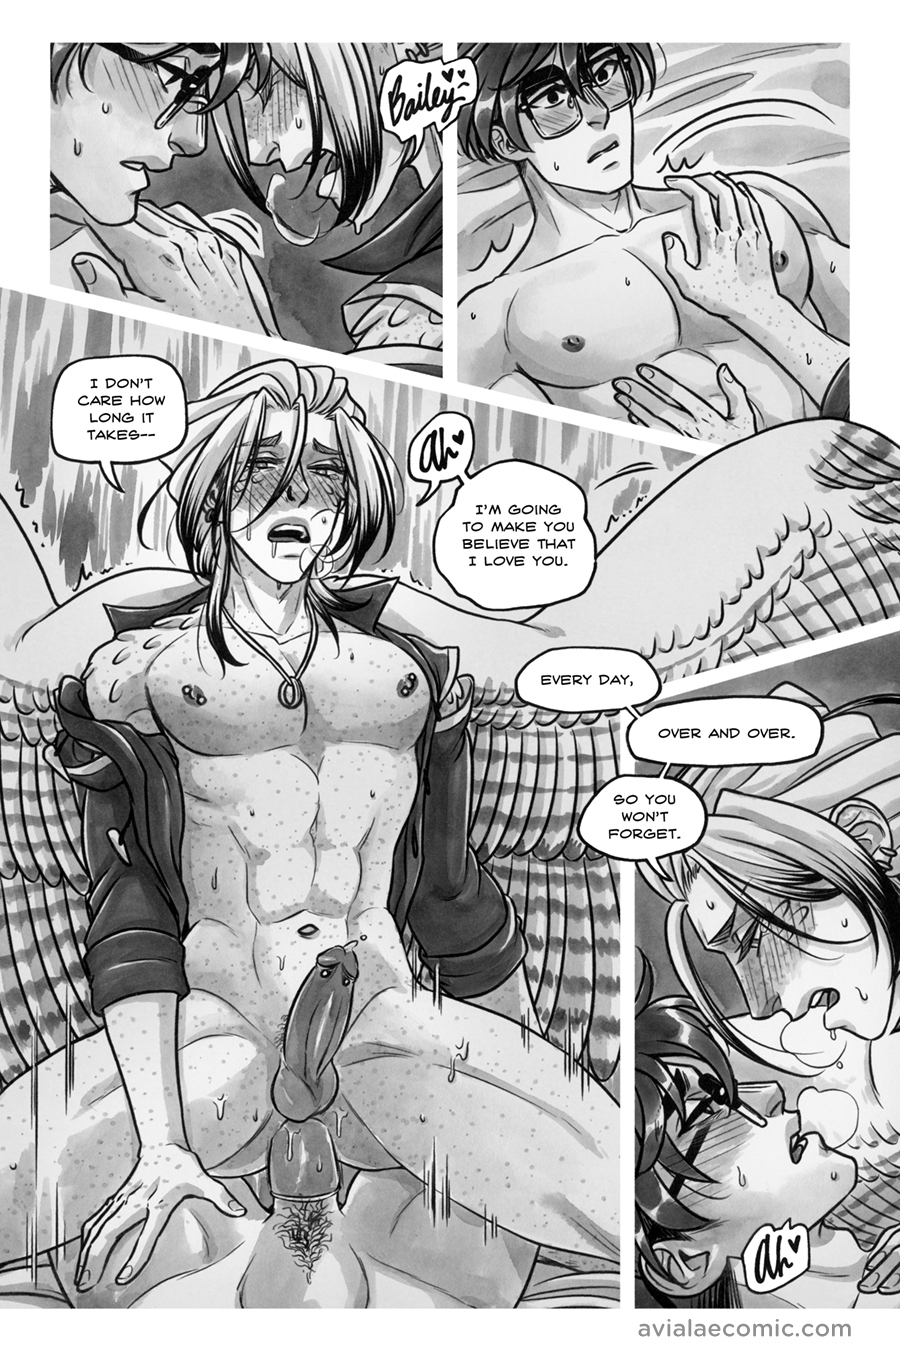 Bailey
I DON'T
CARE HOW
LONG IT
TAKES--
Ah
I'M GOING
TO MAKE YOU
BELIEVE THAT
I LOVE YOU.
EVERY DAY,
OVER AND OVER.
SO YOU
WON'T
FORGET.
Ah
avialaecomic.com